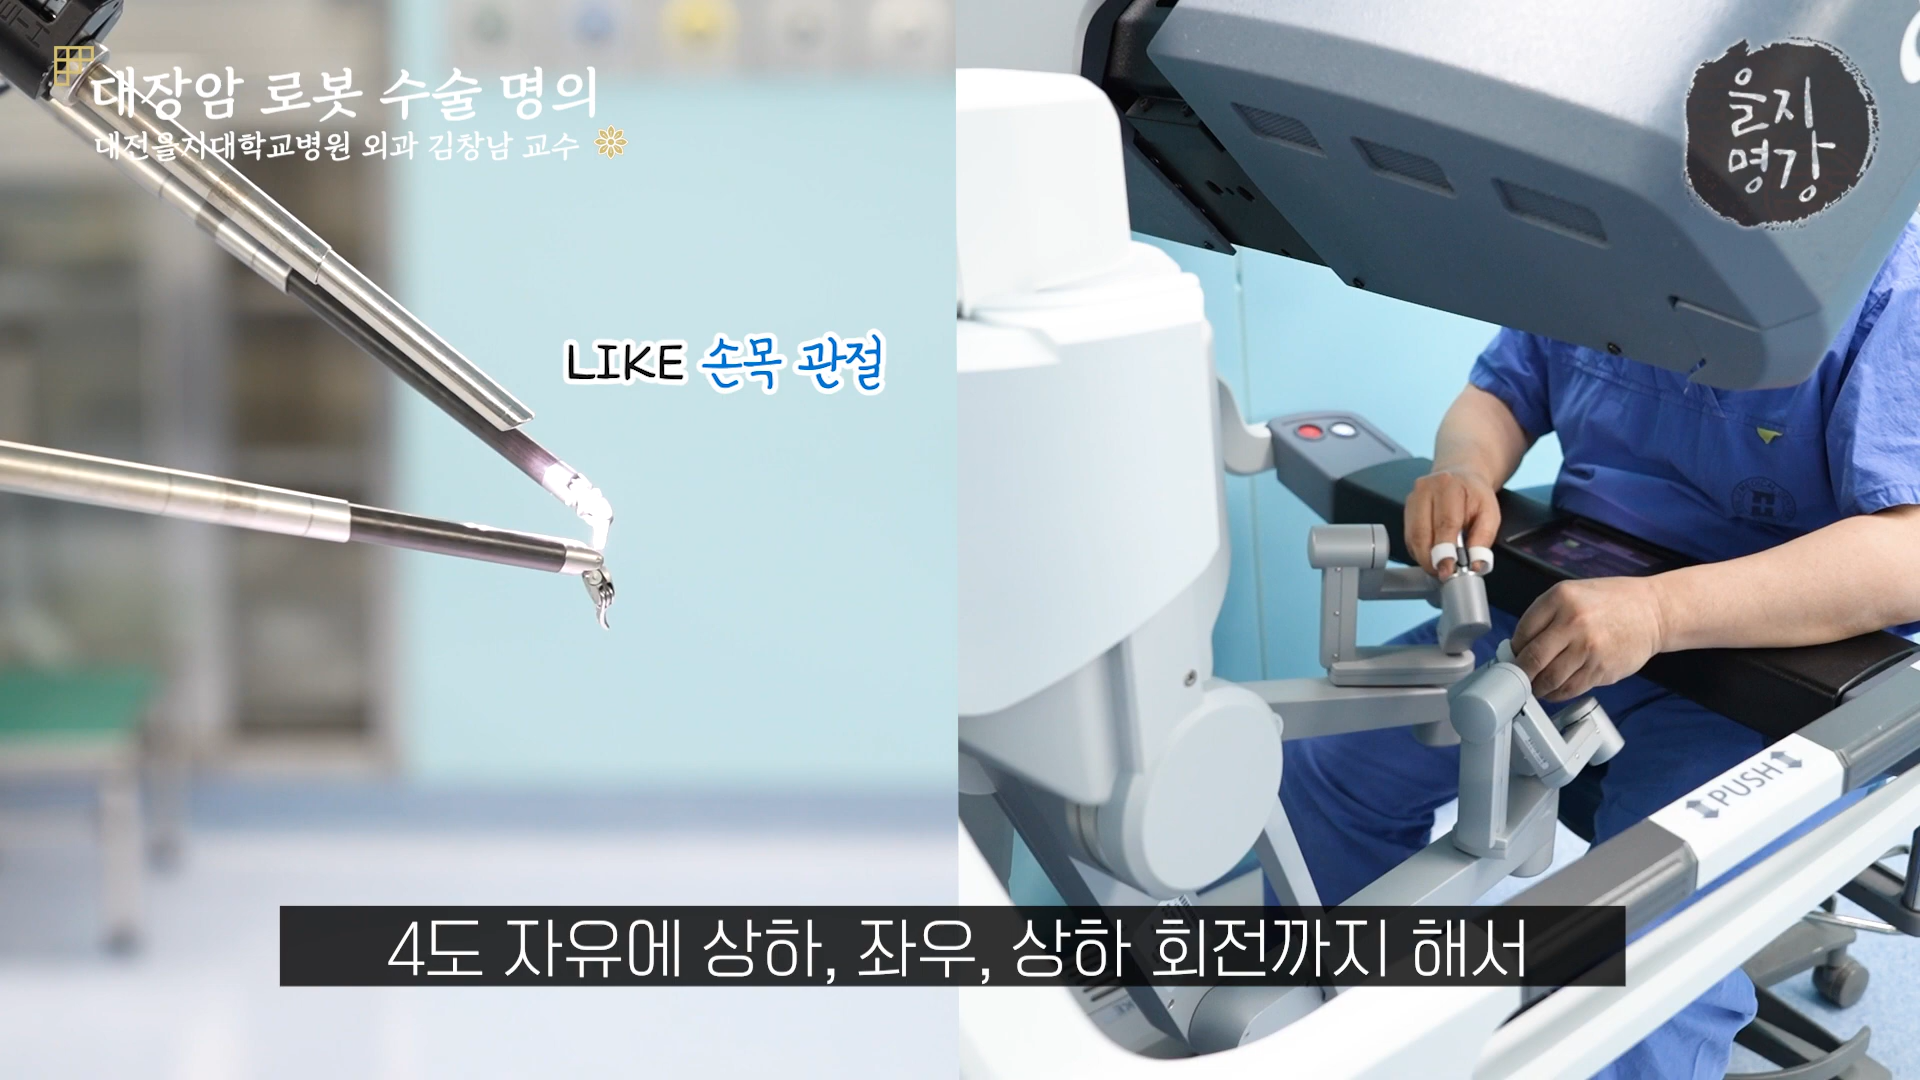 대장암 로봇 수술 명의
대전을지대학교병원 외과 김창남 교수
을지
명강
LIKE 손목 관절
PUSH
4도 자유에 상하, 좌우, 상하 회전까지 해서